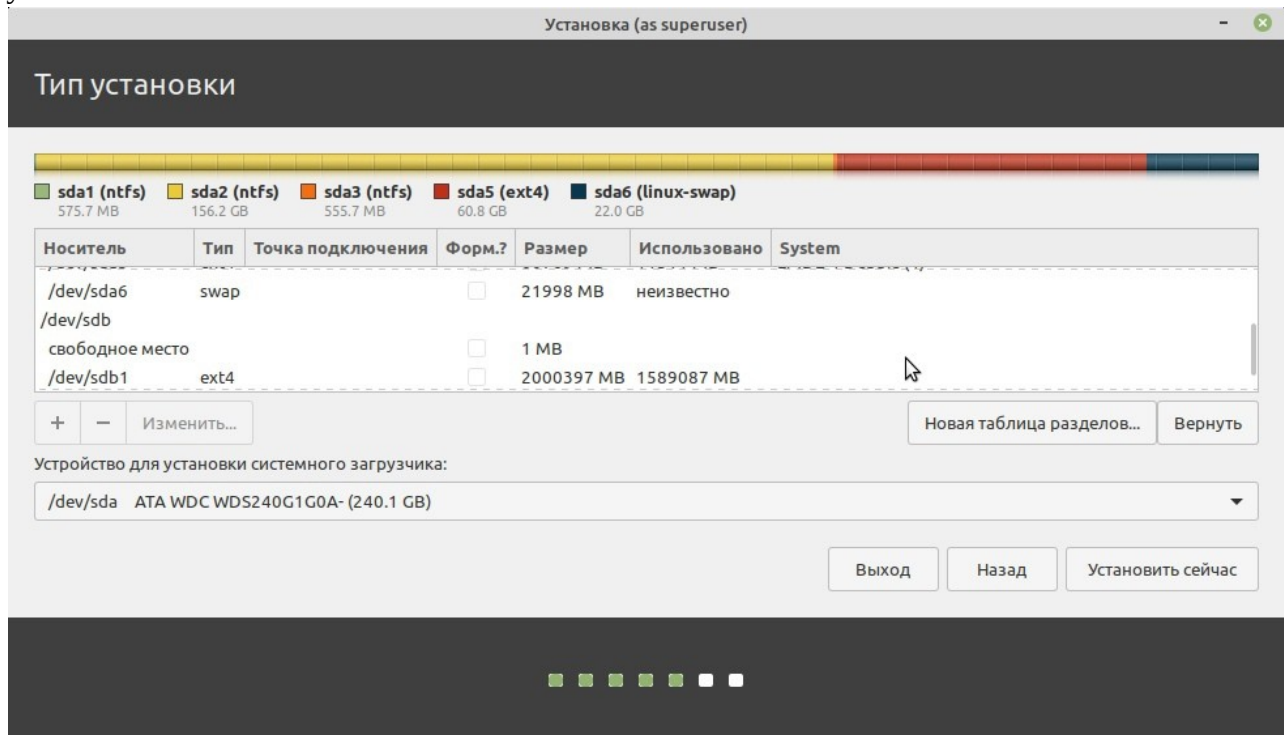 Установка (as superuser)
Тип установки
sda1 (ntfs) sda2 (ntfs) sda3 (ntfs) sda5 (ext4) sda6 (linux-swap)
575.7 MB 156.2 GB 555.7 MB 60.8 GB 22.0 GB
Носитель Тип Точка подключения Форм.? Размер Использовано System
/dev/sda6 swap 21998 MB неизвестно
/dev/sdb
свободное место 1 MB
/dev/sdb1 ext4 2000397 MB 1589087 MB
+ − Изменить... Новая таблица разделов... Вернуть
Устройство для установки системного загрузчика:
/dev/sda ATA WDC WDS240G1G0A- (240.1 GB)
Выход Назад Установить сейчас